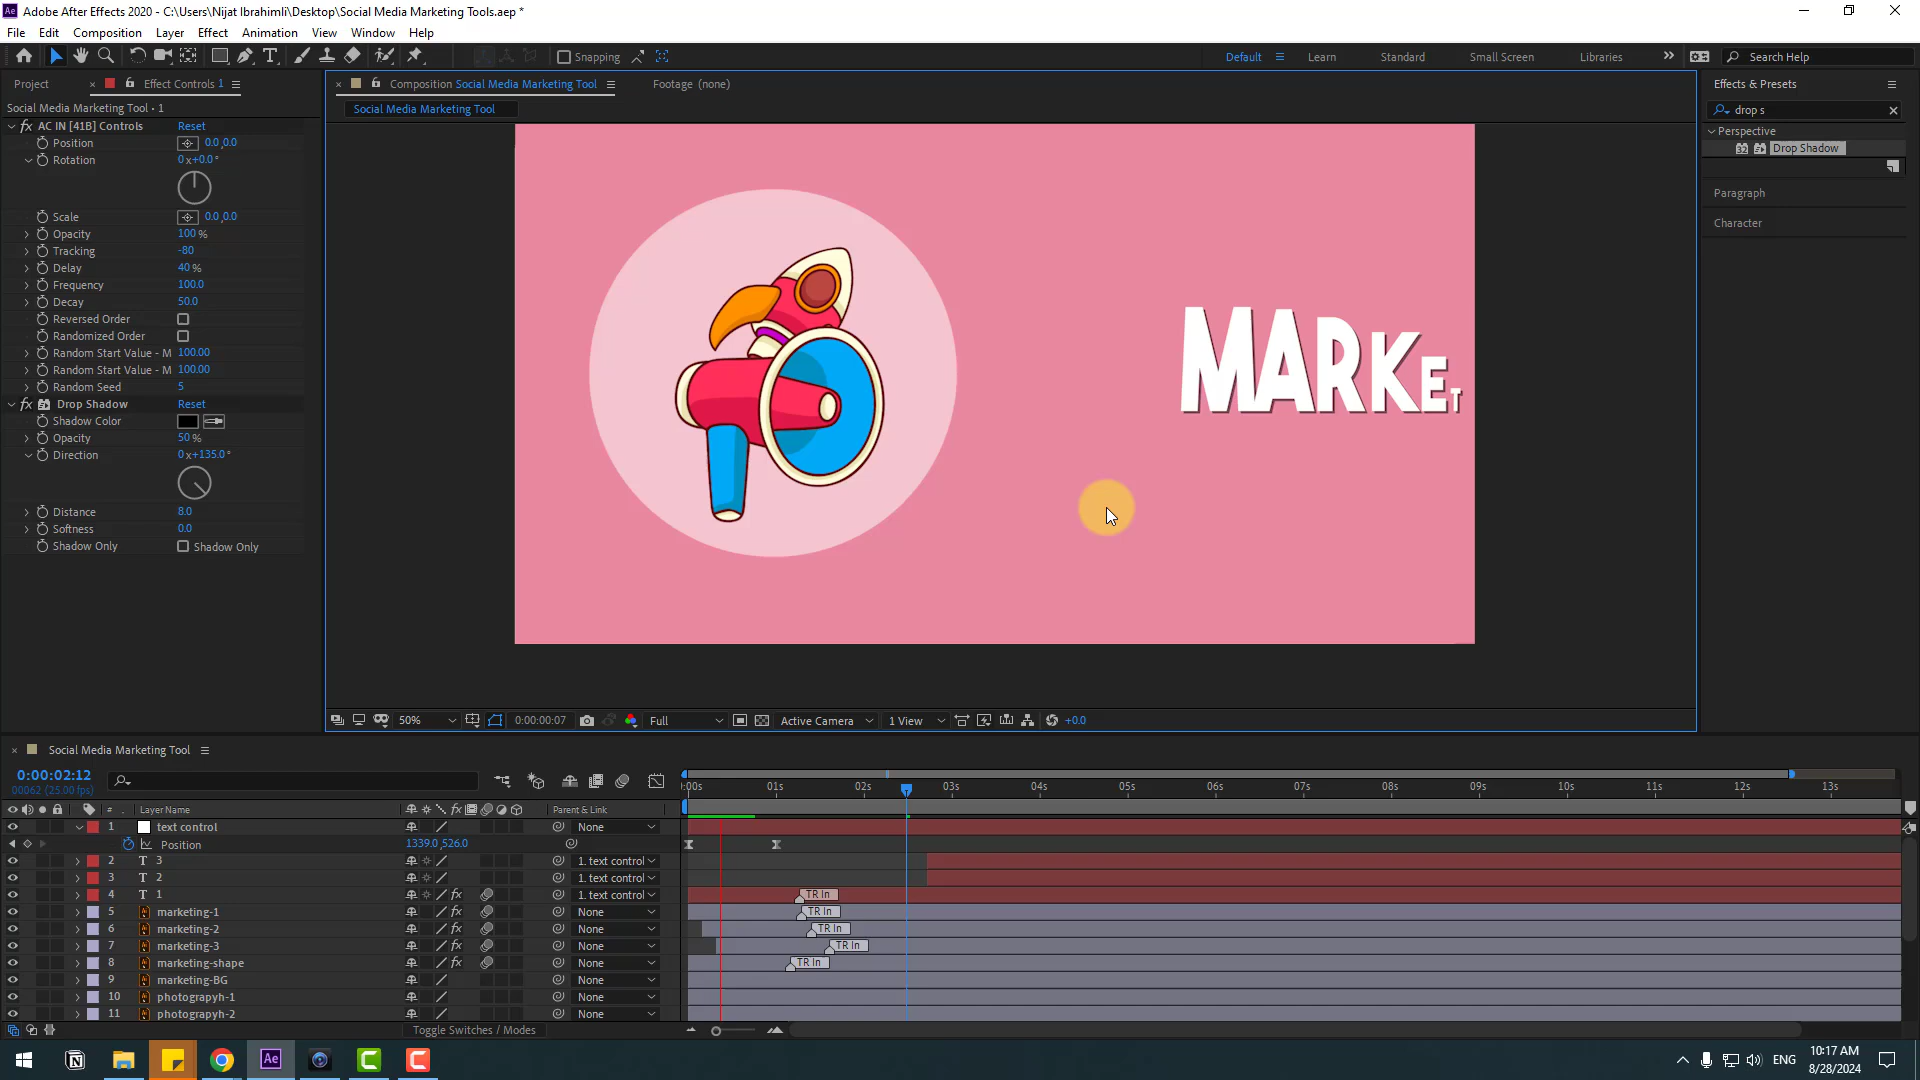 Adobe After Effects 2020 - C:\Users\Nijat Ibrahimli\Desktop\Social Media Marketing Tools.aep *
File Edit Composition Layer Effect Animation View Window Help
Snapping
Default Learn Standard Small Screen Libraries Search Help
Project Effect Controls 1
Social Media Marketing Tool • 1
fx AC IN [41B] Controls Reset
Position 0.0,0.0
Rotation 0x+0.0°
Scale 0.0,0.0
Opacity 100 %
Tracking -80
Delay 40 %
Frequency 100.0
Decay 50.0
Reversed Order
Randomized Order
Random Start Value - M 100.00
Random Start Value - M 100.00
Random Seed 5
fx Drop Shadow Reset
Shadow Color
Opacity 50 %
Direction 0x+135.0°
Distance 8.0
Softness 0.0
Shadow Only Shadow Only
Composition Social Media Marketing Tool Footage (none)
Social Media Marketing Tool
MARKET
50% 0:00:00:07 Full Active Camera 1 View +0.0
Effects & Presets
drop s
Perspective
32 Drop Shadow
Paragraph
Character
Social Media Marketing Tool
0:00:02:12
00062 (25.00 fps)
:00s 01s 02s 03s 04s 05s 06s 07s 08s 09s 10s 11s 12s 13s
# Layer Name fx Parent & Link
1 text control None
Position 1339.0,526.0
2 T 3 1. text control
3 T 2 1. text control
4 T 1 fx 1. text control TR In
5 marketing-1 fx None TR In
6 marketing-2 fx None TR In
7 marketing-3 fx None TR In
8 marketing-shape fx None TR In
9 marketing-BG None
10 photograpyh-1 None
11 photograpyh-2 None
Toggle Switches / Modes
Ae
ENG
10:17 AM
8/28/2024